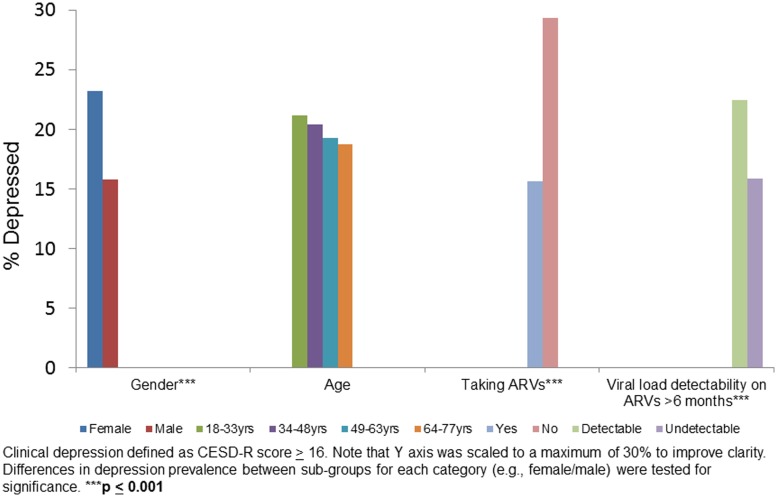 30
25
20
15
10
5
0
% Depressed
Gender*** Age Taking ARVs*** Viral load detectability on
ARVs >6 months***
Female Male 18-33yrs 34-48yrs 49-63yrs 64-77yrs Yes No Detectable Undetectable
Clinical depression defined as CESD-R score ≥ 16. Note that Y axis was scaled to a maximum of 30% to improve clarity.
Differences in depression prevalence between sub-groups for each category (e.g., female/male) were tested for
significance. ***p ≤ 0.001